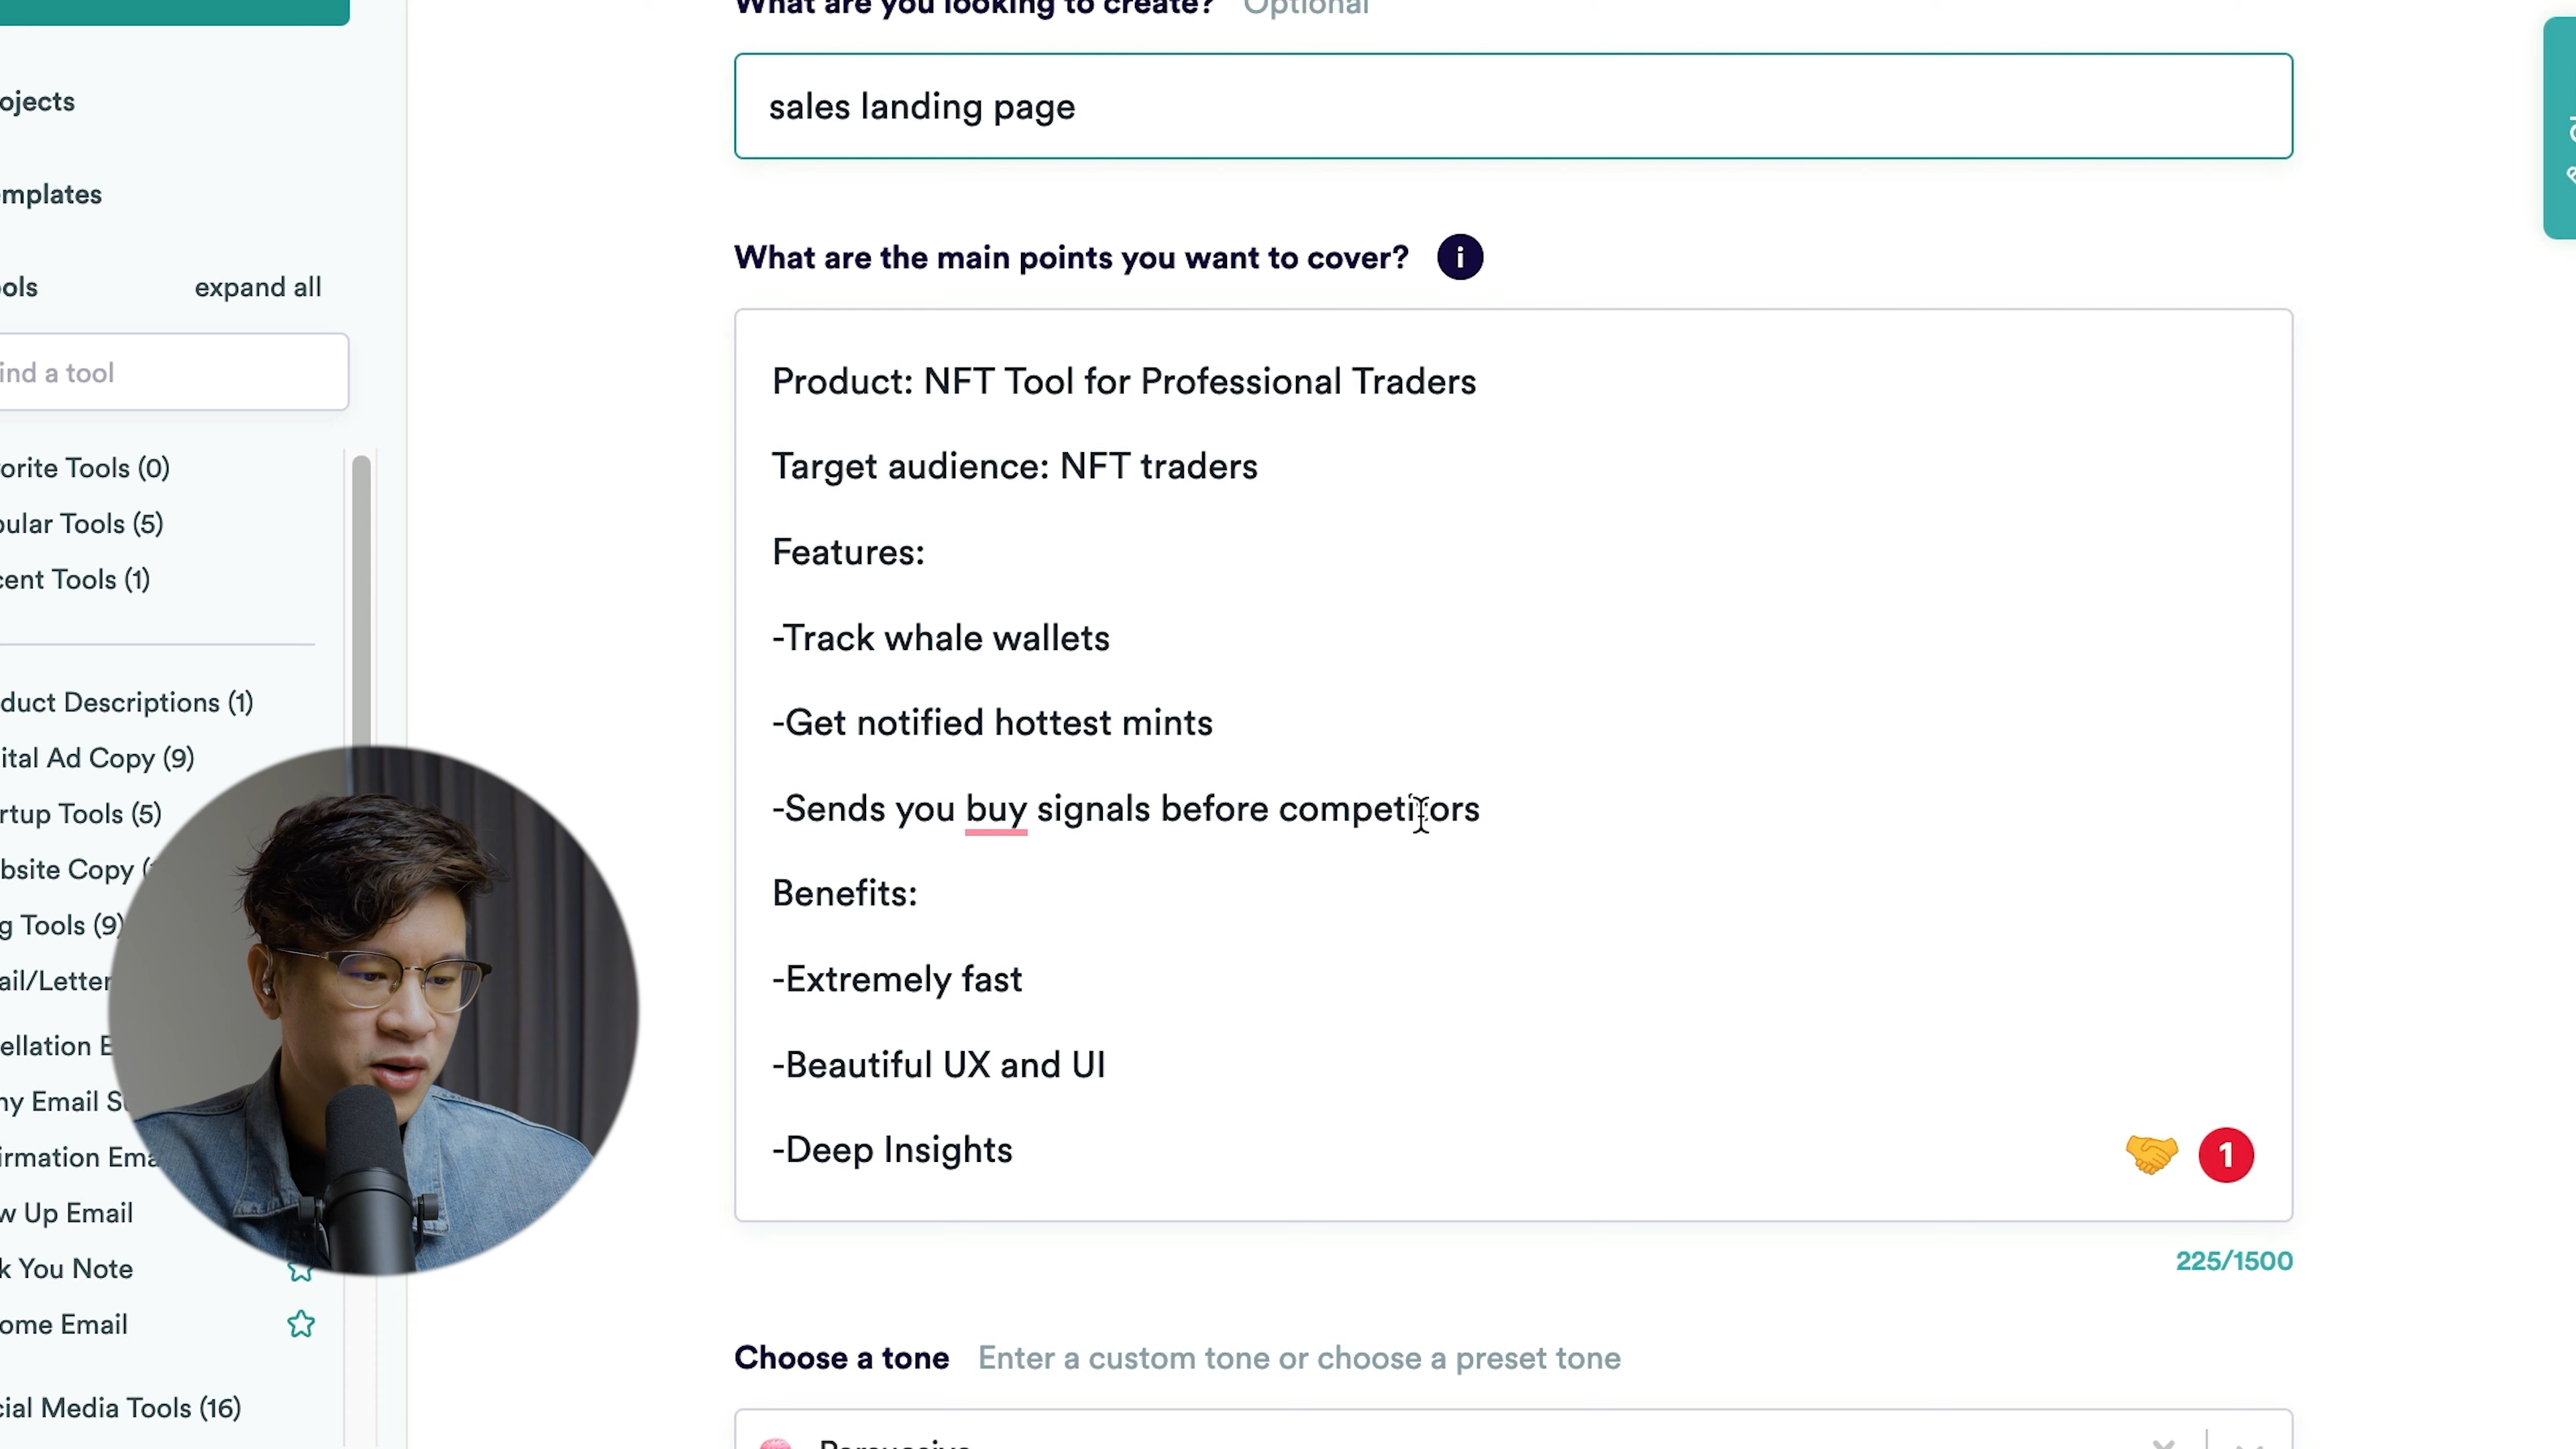 What are you looking to create? Optional
sales landing page
What are the main points you want to cover? i
Product: NFT Tool for Professional Traders
Target audience: NFT traders
Features:
-Track whale wallets
-Get notified hottest mints
-Sends you buy signals before competitors
Benefits:
-Extremely fast
-Beautiful UX and UI
-Deep Insights
1
225/1500
Choose a tone Enter a custom tone or choose a preset tone
Persuasive
ojects
mplates
ols expand all
ind a tool
orite Tools (0)
pular Tools (5)
cent Tools (1)
duct Descriptions (1)
ital Ad Copy (9)
rtup Tools (5)
bsite Copy (
g Tools (9)
ail/Letter
ellation E
ny Email S
irmation Ema
w Up Email
k You Note
ome Email
cial Media Tools (16)